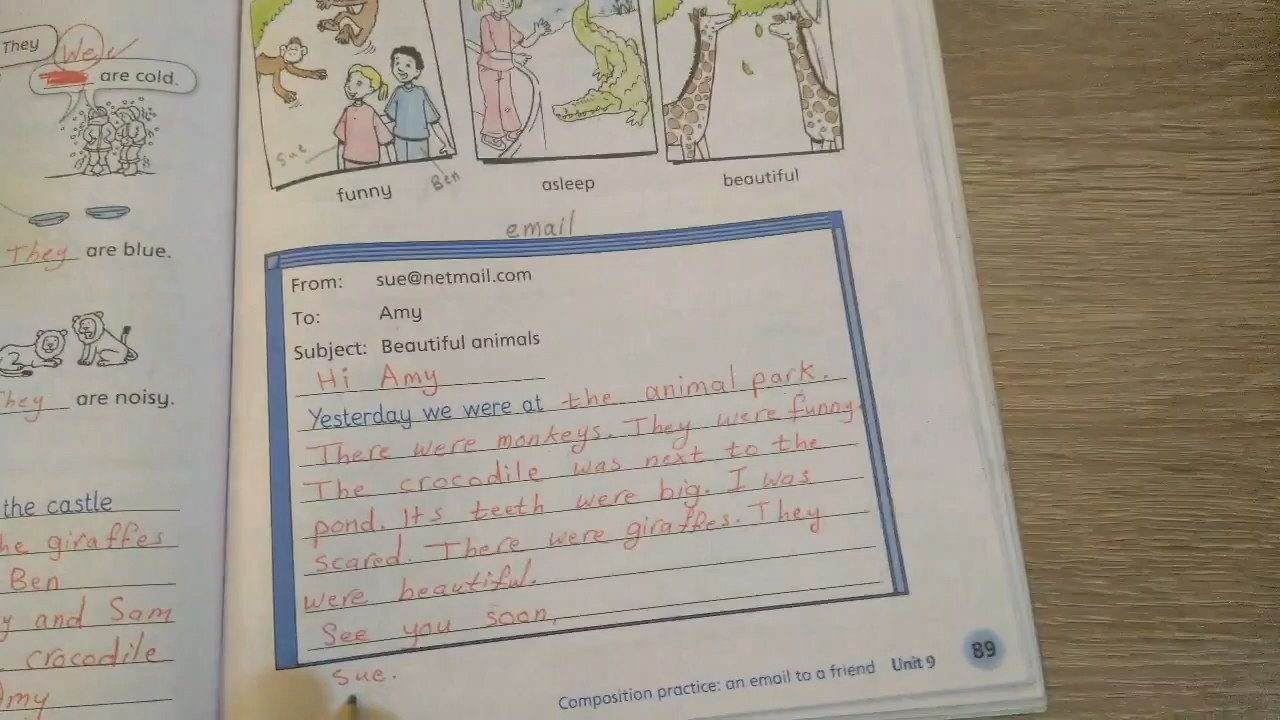 They
We
are cold.
They are blue.
They are noisy.
the castle
he giraffes
Ben
y and Sam
crocodile
Amy
Sue
Ben
funny
asleep
beautiful
email
From: sue@netmail.com
To: Amy
Subject: Beautiful animals
Hi Amy
Yesterday we were at the animal park.
There were monkeys. They were funny.
The crocodile was next to the
pond. Its teeth were big. I was
scared. There were giraffes. They
were beautiful.
See you soon,
Sue.
Composition practice: an email to a friend Unit 9
89